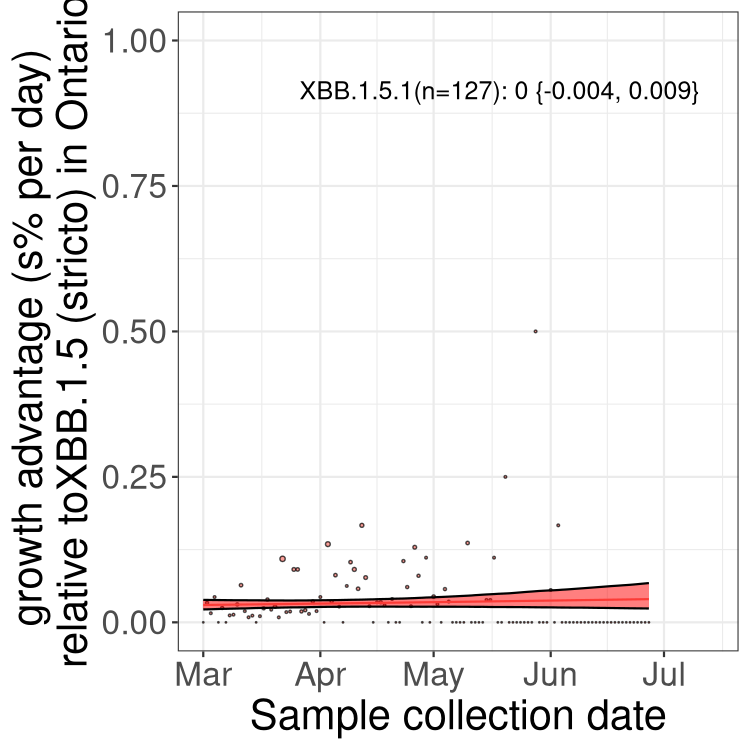 growth advantage (s% per day)
relative toXBB.1.5 (stricto) in Ontario
1.00
0.75
0.50
0.25
0.00
XBB.1.5.1(n=127): 0 {-0.004, 0.009}
Mar Apr May Jun Jul
Sample collection date